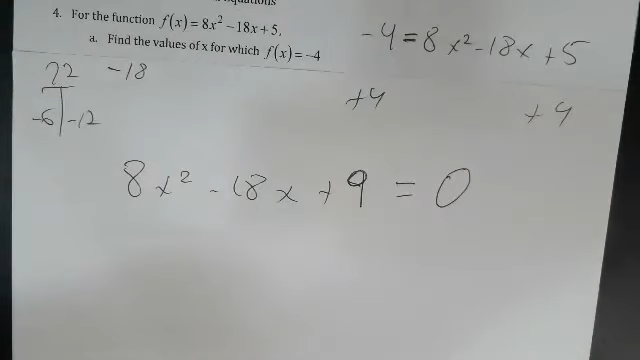 4. For the function f(x) = 8x² − 18x + 5,
a. Find the values of x for which f(x) = −4
-4 = 8x² - 18x + 5
72 -18
+4 +4
-6 | -12
8x² - 18x + 9 = 0